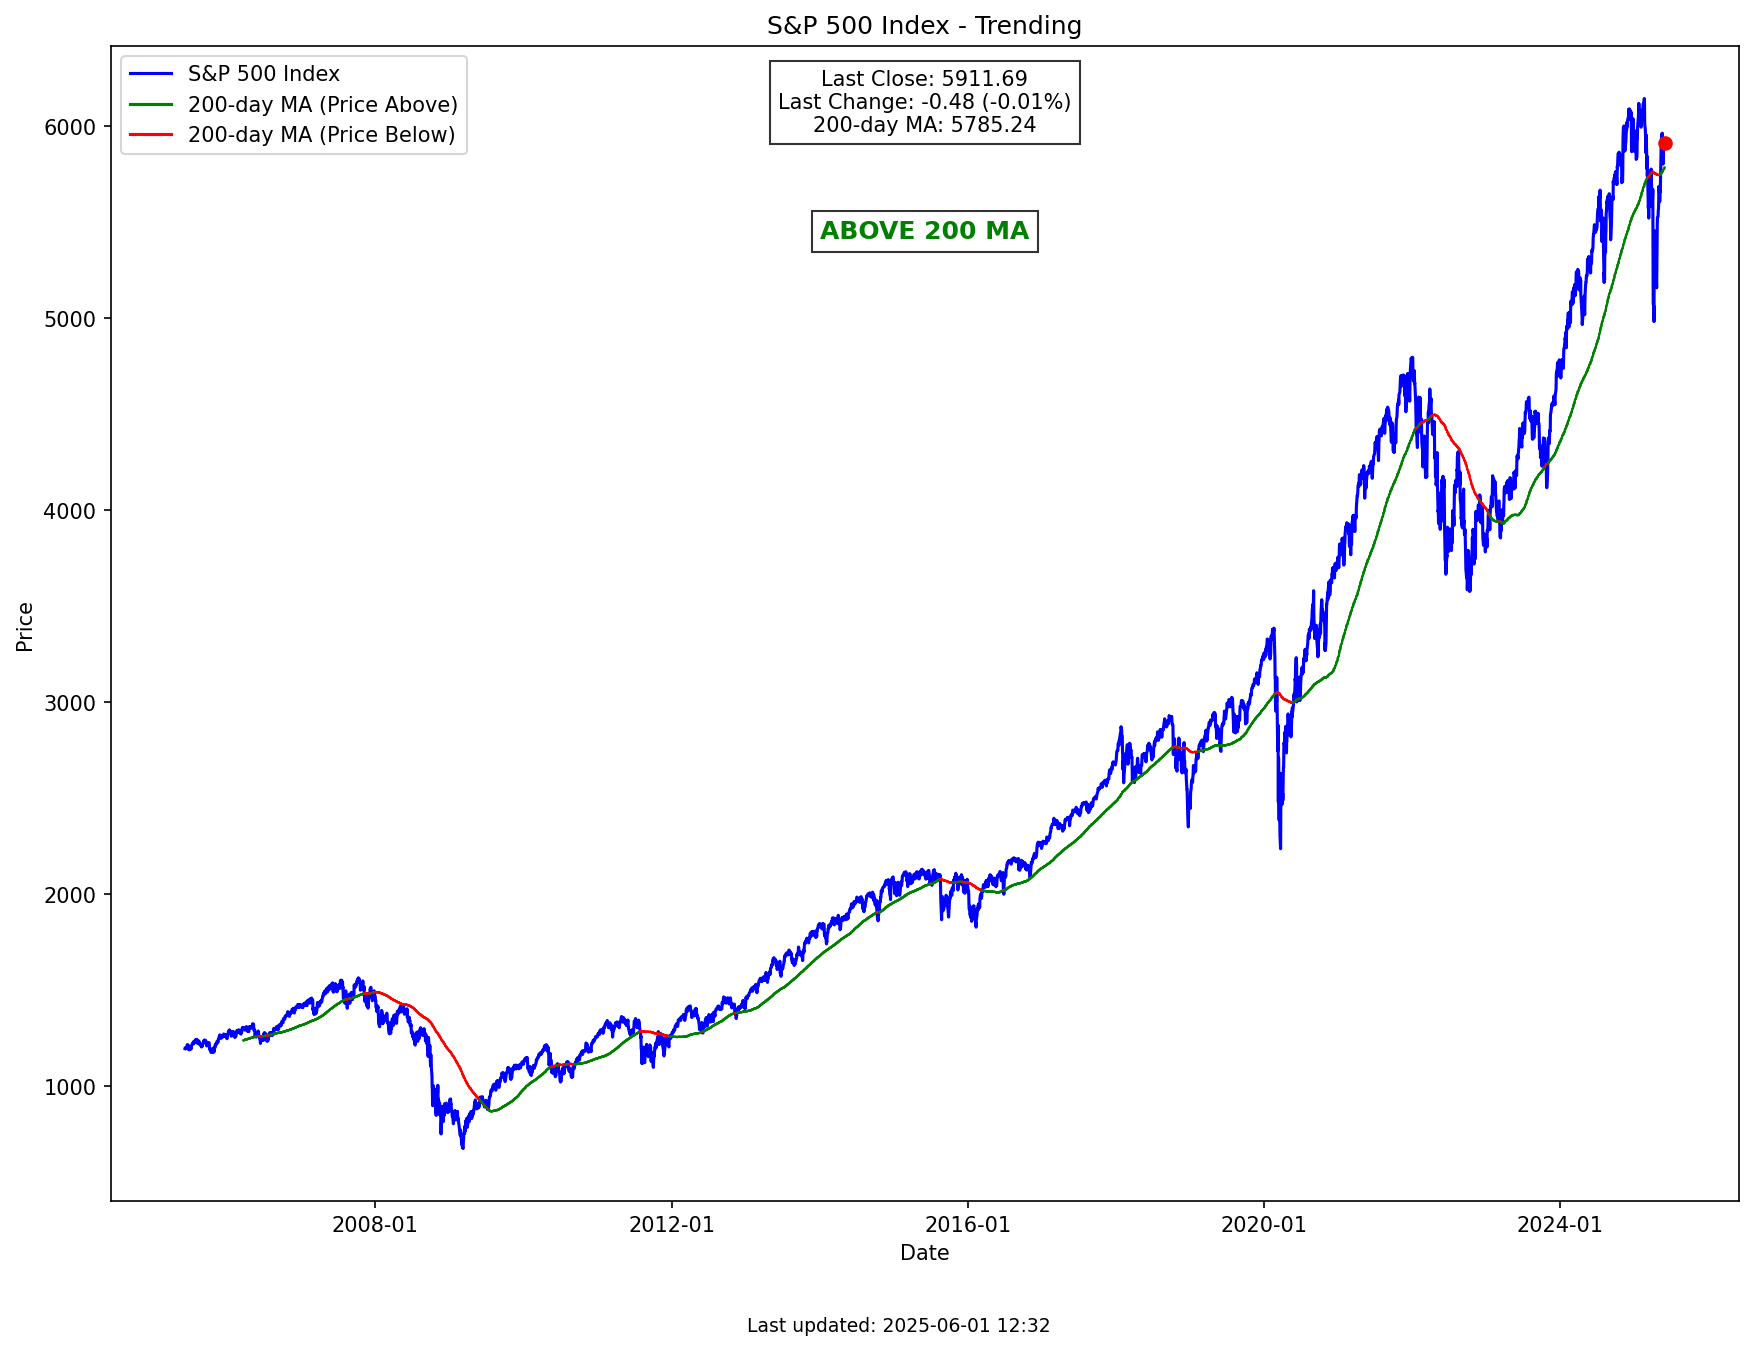 S&P 500 Index - Trending
S&P 500 Index
200-day MA (Price Above)
200-day MA (Price Below)
Last Close: 5911.69
Last Change: -0.48 (-0.01%)
200-day MA: 5785.24
ABOVE 200 MA
Price
6000
5000
4000
3000
2000
1000
2008-01
2012-01
2016-01
2020-01
2024-01
Date
Last updated: 2025-06-01 12:32